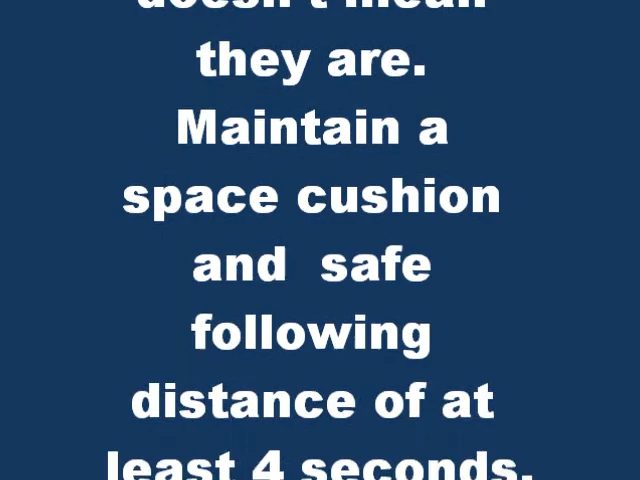 doesn't mean
they are.
Maintain a
space cushion
and safe
following
distance of at
least 4 seconds.